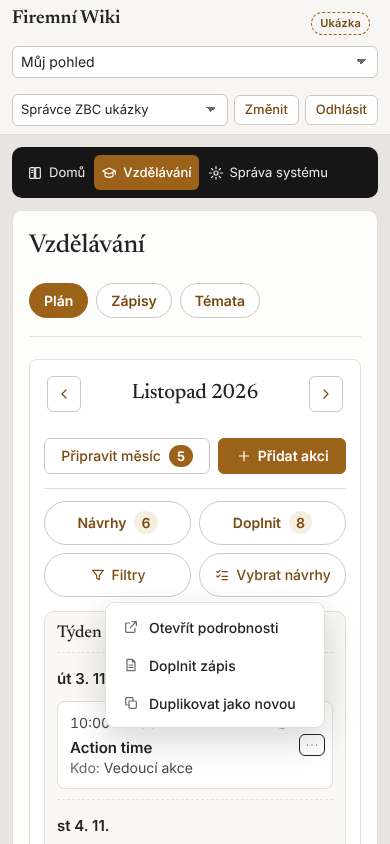 Firemní Wiki
Ukázka
Můj pohled
Správce ZBC ukázky
Změnit
Odhlásit
Domů
Vzdělávání
Správa systému
Vzdělávání
Plán
Zápisy
Témata
Listopad 2026
Připravit měsíc 5
Přidat akci
Návrhy 6
Doplnit 8
Filtry
Vybrat návrhy
Týden
Otevřít podrobnosti
Doplnit zápis
Duplikovat jako novou
út 3. 11
10:00
Action time
Kdo: Vedoucí akce
st 4. 11.